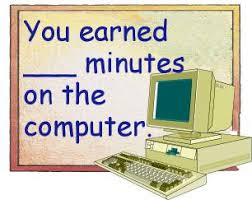 You earned
___ minutes
on the
computer.